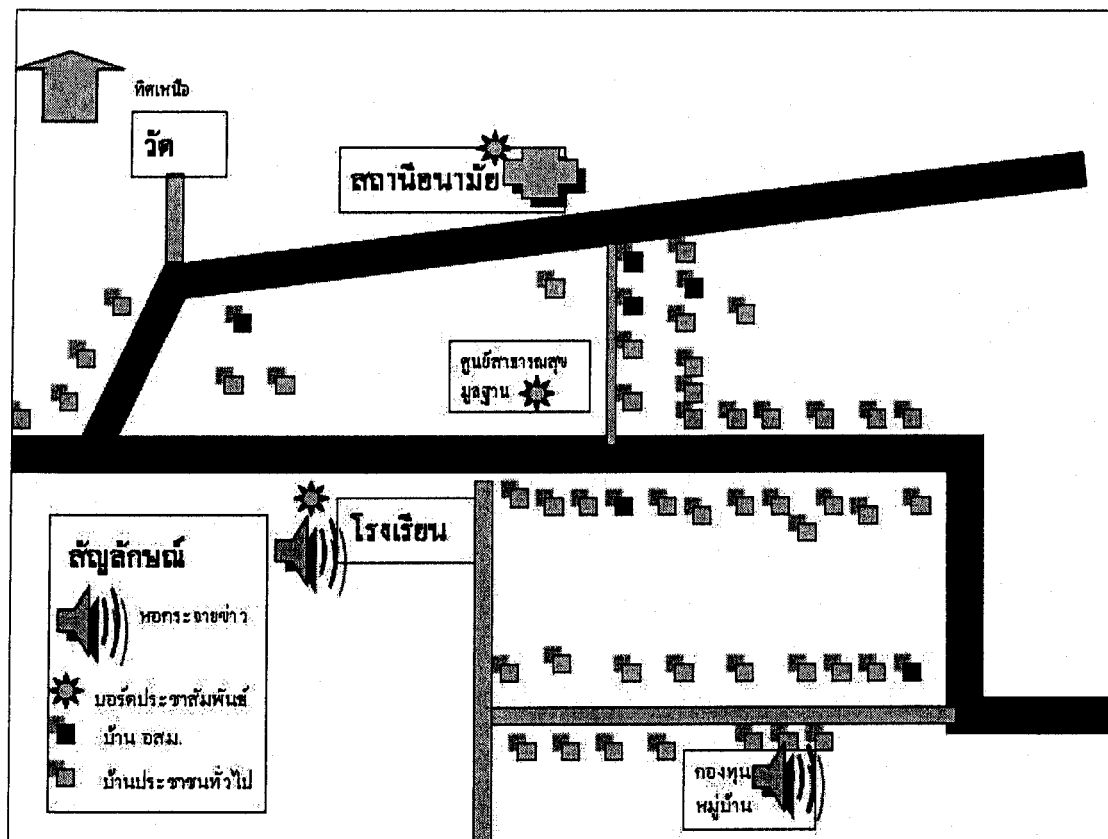 ทิศเหนือ
วัด
สถานีอนามัย
ศูนย์สาธารณสุข
มูลฐาน
โรงเรียน
สัญลักษณ์
หอกระจายข่าว
บอร์ดประชาสัมพันธ์
บ้าน อสม.
บ้านประชาชนทั่วไป
กองทุน
หมู่บ้าน